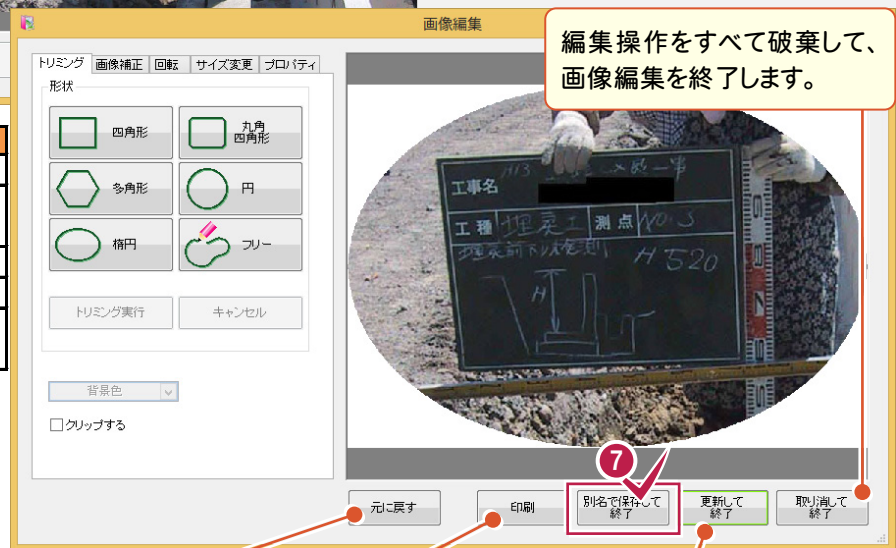 画像編集
編集操作をすべて破棄して、
画像編集を終了します。
トリミング 画像補正 回転 サイズ変更 プロパティ
形状
四角形
丸角
四角形
多角形
円
楕円
フリー
トリミング実行
キャンセル
背景色
クリップする
工事名
工種 埋戻工 測点 NO.3
H 520
H
7
元に戻す
印刷
別名で保存して
終了
更新して
終了
取り消して
終了